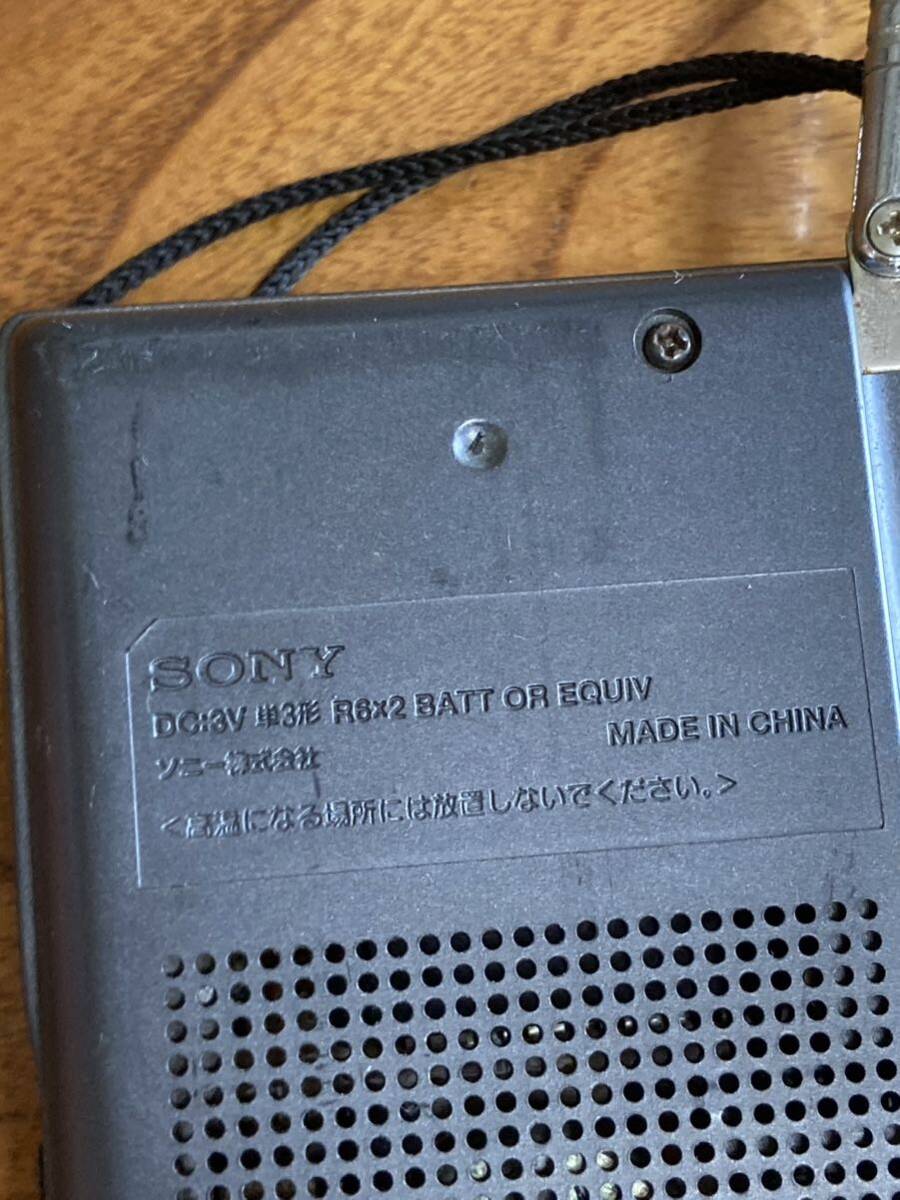 SONY
DC:3V 単3形 R6×2 BATT OR EQUIV
MADE IN CHINA
ソニー株式会社
<高温になる場所には放置しないでください。>